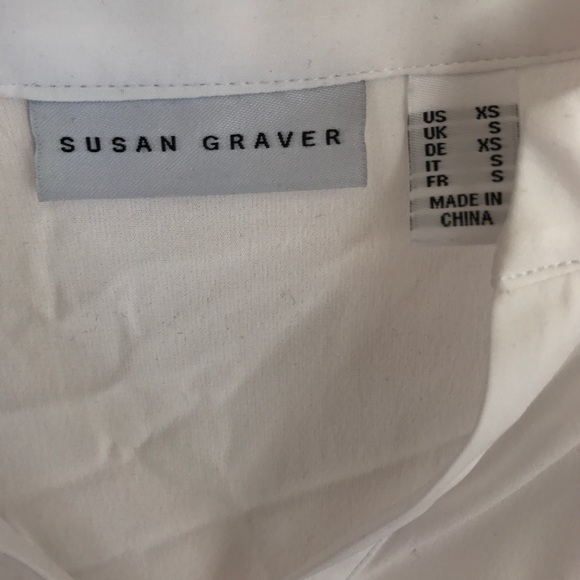 SUSAN GRAVER
US XS
UK S
DE XS
IT S
FR S
MADE IN
CHINA